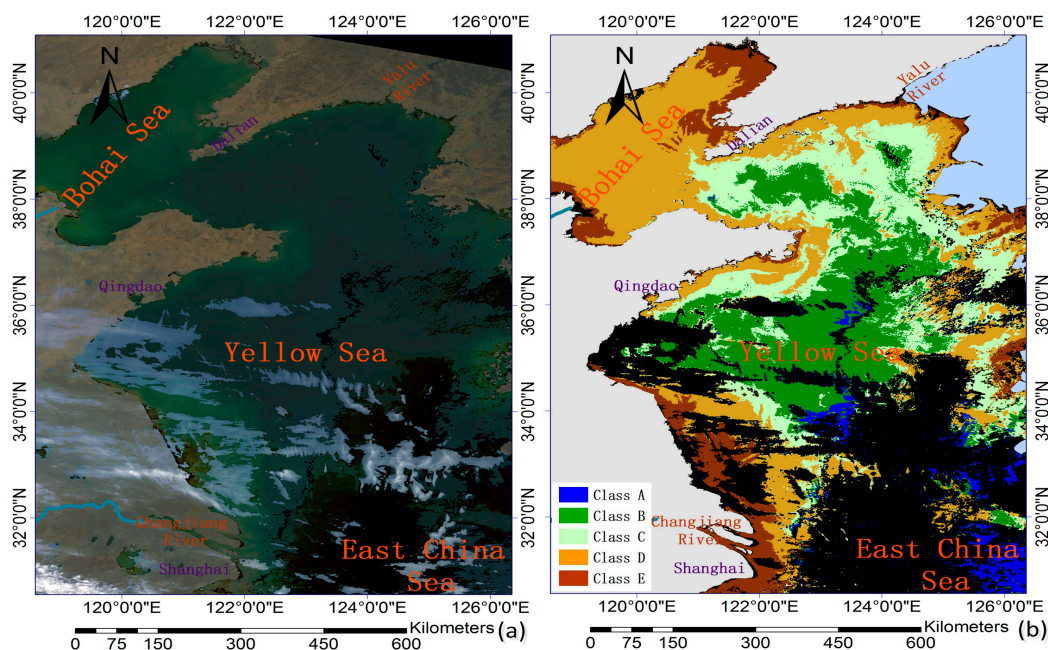 120°0'0"E 122°0'0"E 124°0'0"E 126°0'0"E
40°0'0"N
38°0'0"N
36°0'0"N
34°0'0"N
32°0'0"N
N
Bohai Sea
Dalian
Yalu
River
Qingdao
Yellow Sea
Changjiang
River
Shanghai
East China
Sea
120°0'0"E 122°0'0"E 124°0'0"E 126°0'0"E
Kilometers
0 75 150 300 450 600
(a)
120°0'0"E 122°0'0"E 124°0'0"E 126°0'0"E
N
Bohai Sea
Dalian
Yalu
River
Qingdao
Yellow Sea
Class A
Class B
Class C
Class D
Class E
Changjiang
River
Shanghai
East China
Sea
40°0'0"N
38°0'0"N
36°0'0"N
34°0'0"N
32°0'0"N
120°0'0"E 122°0'0"E 124°0'0"E 126°0'0"E
Kilometers
0 75 150 300 450 600
(b)